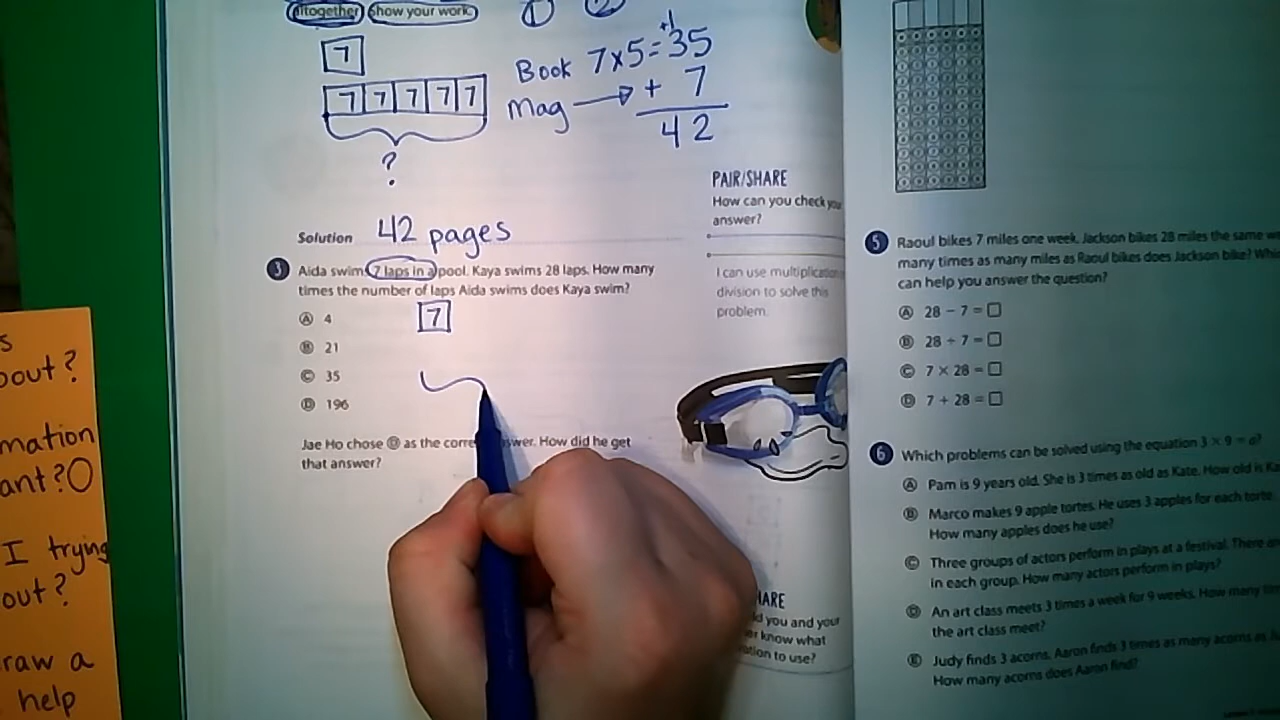 altogether Show your work.
1 2
7
7 7 7 7 7
?
+1
Book 7x5=35
Mag → + 7
42
Solution 42 pages
PAIR/SHARE
How can you check you
answer?
3 Aida swims 7 laps in a pool. Kaya swims 28 laps. How many
times the number of laps Aida swims does Kaya swim?
A 4
B 21
C 35
D 196
7
Jae Ho chose D as the How did he get
that answer?
I can use multiplication
division to solve this
problem.
you and your
know what
to use?
5 Raoul bikes 7 miles one week. Jackson bikes 28 miles the same
many times as many miles as Raoul bikes does Jackson bike?
can help you answer the question?
A 28 − 7 = □
B 28 ÷ 7 = □
C 7 × 28 = □
D 7 + 28 = □
6 Which problems can be solved using the equation 3 × 9 = a?
A Pam is 9 years old. She is 3 times as old as Kate. How old is
B Marco makes 9 apple tortes. He uses 3 apples for each torte.
How many apples does he use?
C Three groups of actors perform in plays at a festival. There
in each group. How many actors perform in plays?
D An art class meets 3 times a week for 9 weeks. How many
the art class meet?
E Judy finds 3 acorns. Aaron finds 3 times as many acorns as
How many acorns does Aaron find?
bout?
mation
ant?
I trying
out?
raw a
help